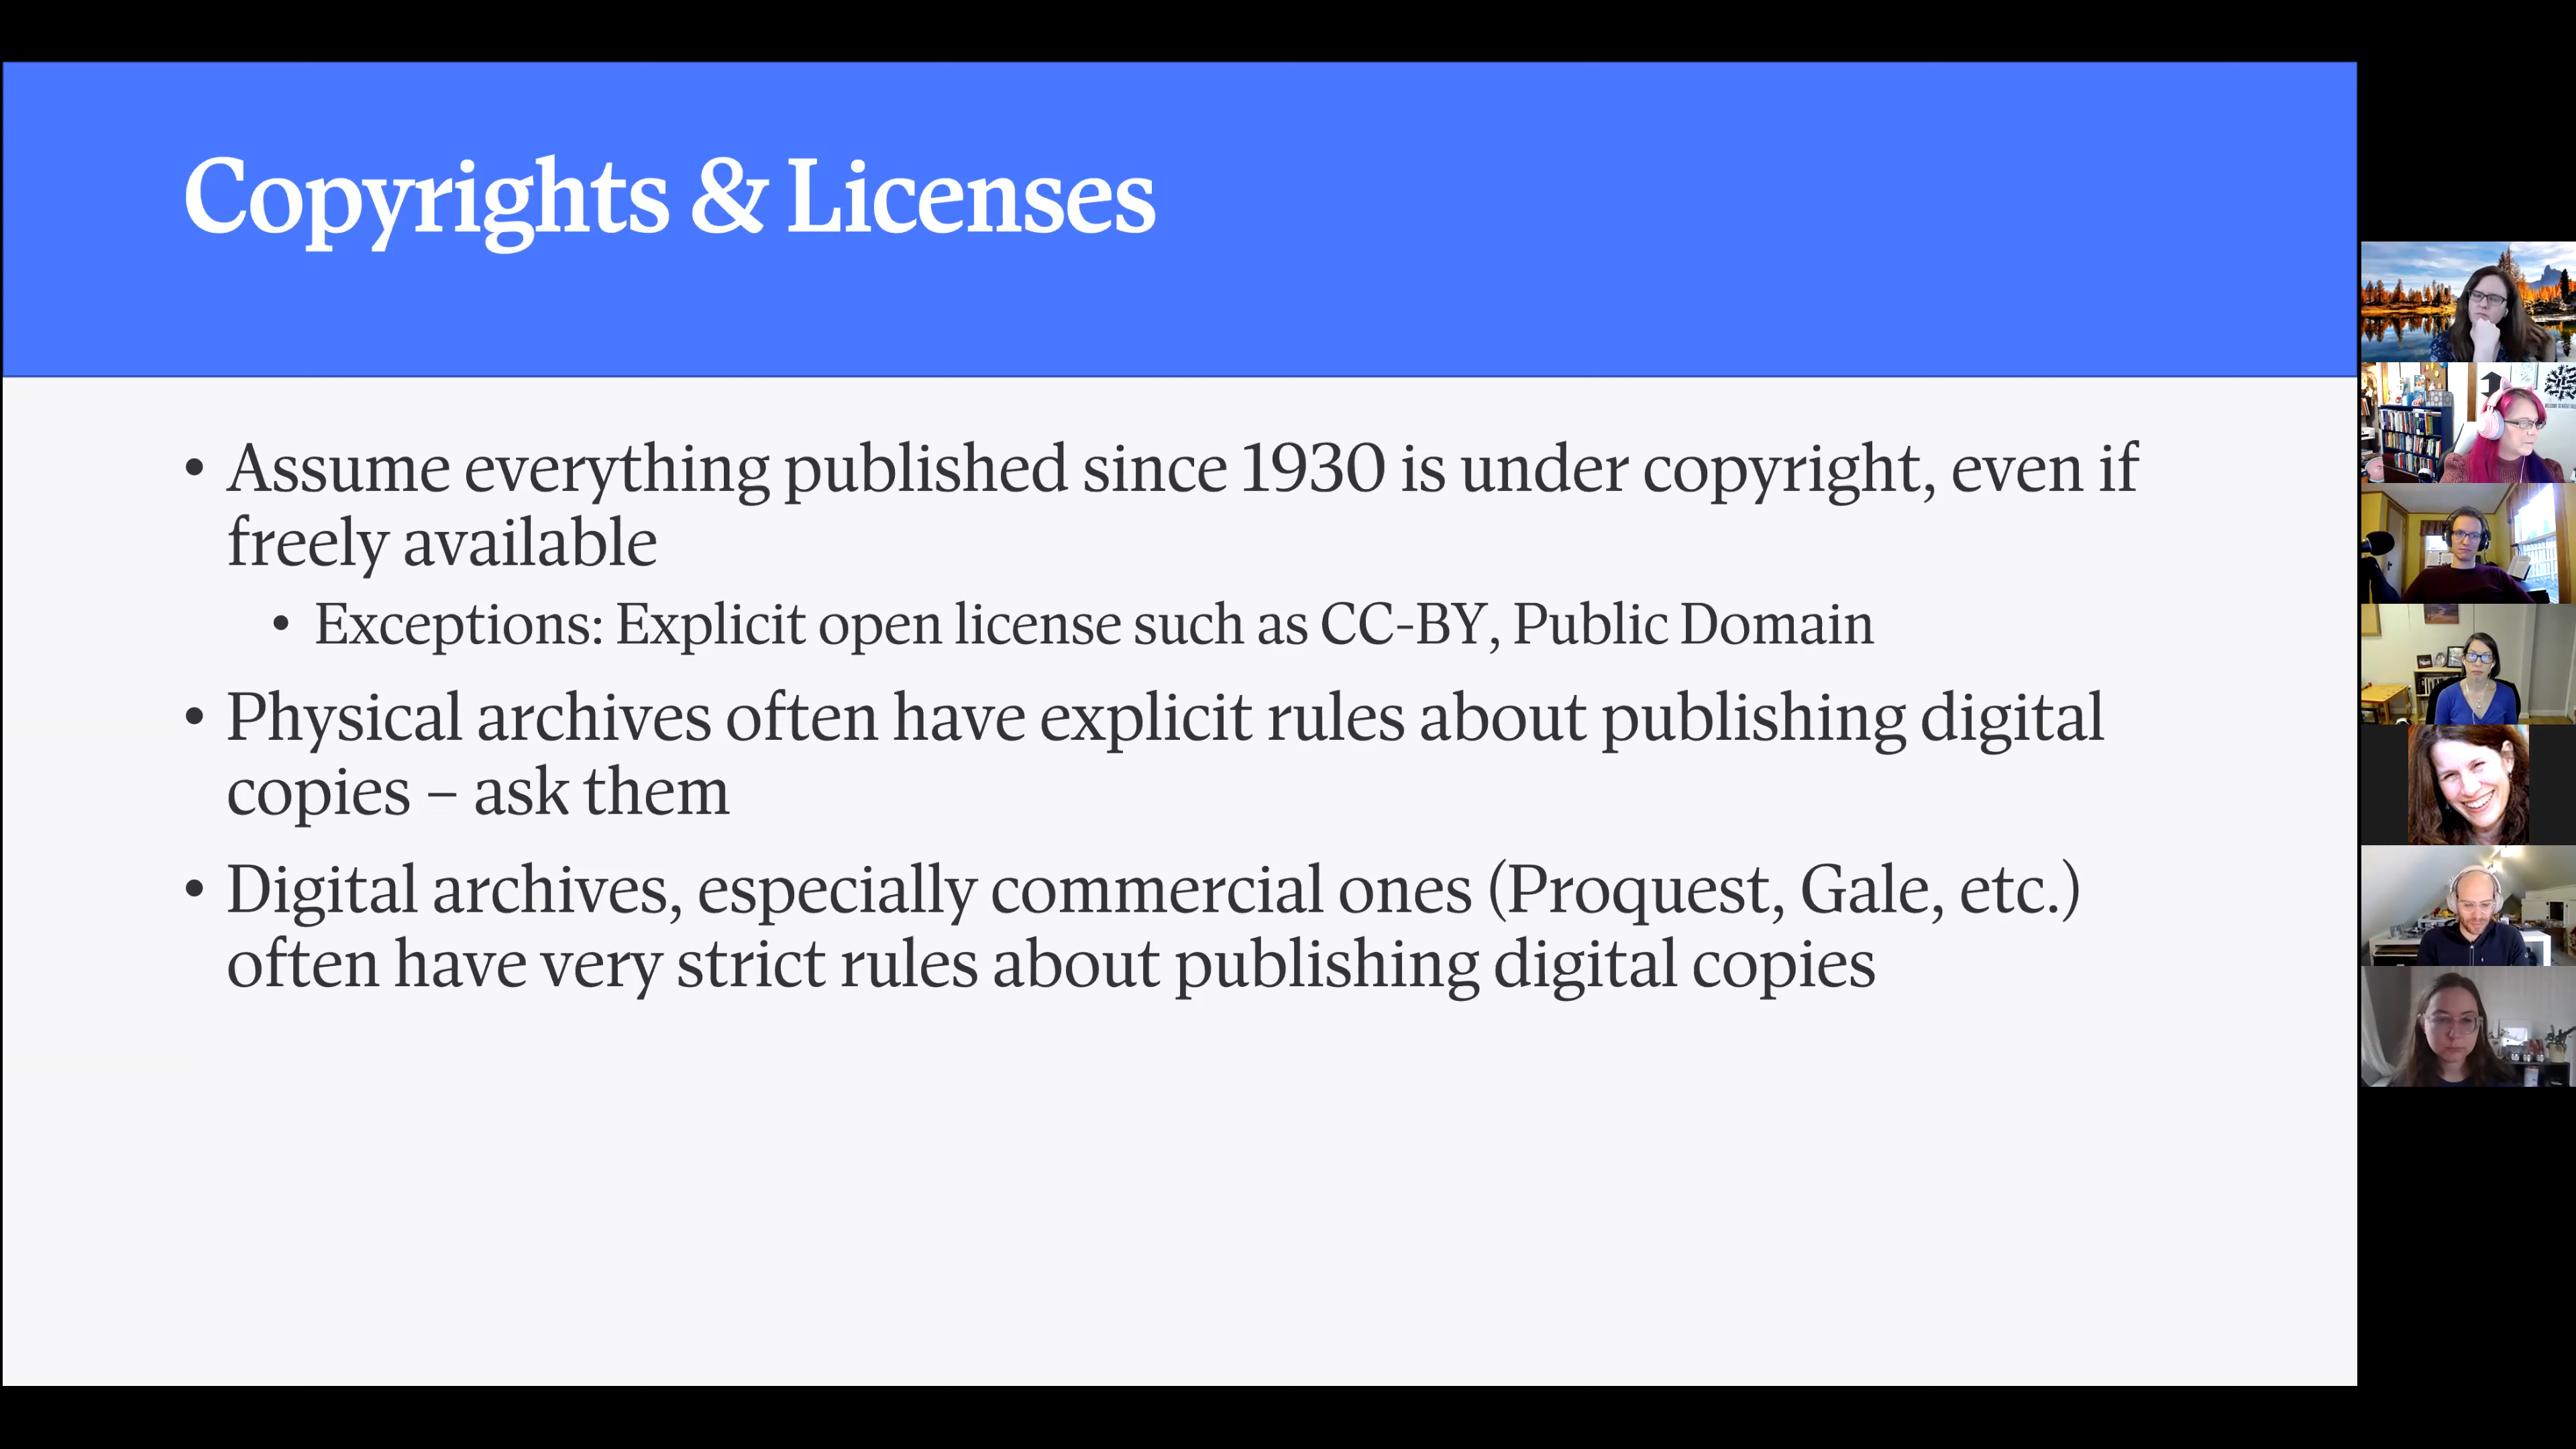 Copyrights & Licenses
• Assume everything published since 1930 is under copyright, even if
freely available
• Exceptions: Explicit open license such as CC-BY, Public Domain
• Physical archives often have explicit rules about publishing digital
copies – ask them
• Digital archives, especially commercial ones (Proquest, Gale, etc.)
often have very strict rules about publishing digital copies